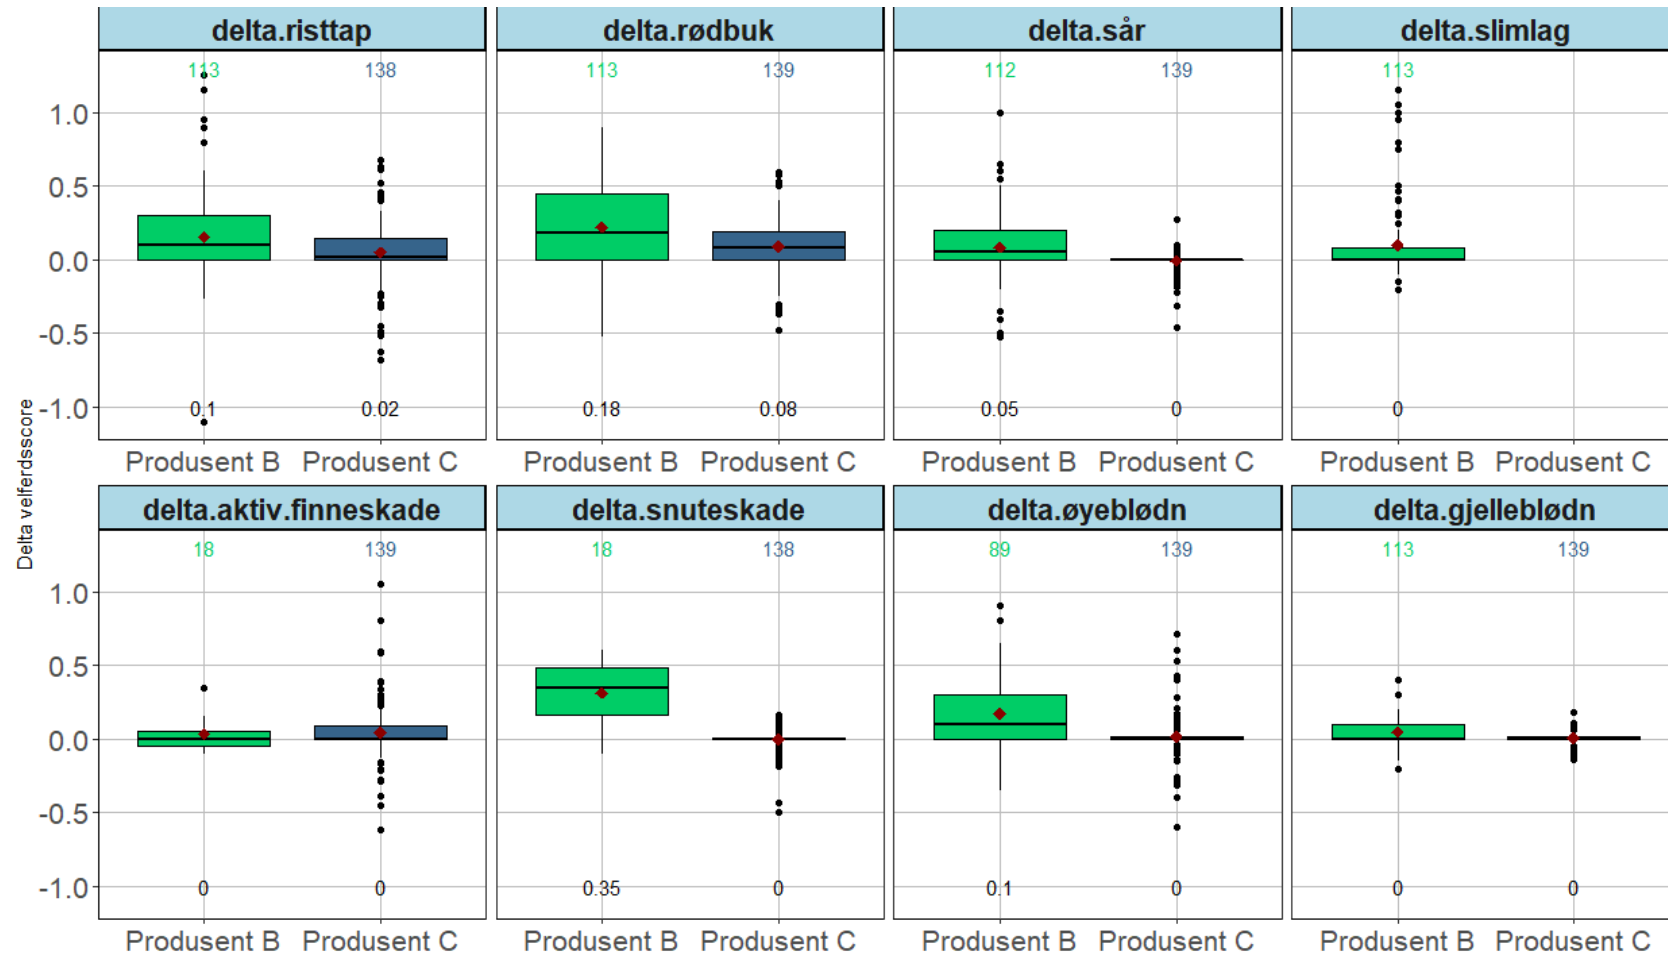 delta.risttap delta.rødbuk delta.sår delta.slimlag
113 138 113 139 112 139 113
1.0
0.5
0.0
-0.5
-1.0
0.1 0.02 0.18 0.08 0.05 0 0
Produsent B Produsent C Produsent B Produsent C Produsent B Produsent C Produsent B Produsent C
Delta velferdsscore
delta.aktiv.finneskade delta.snuteskade delta.øyeblødn delta.gjelleblødn
18 139 18 138 89 139 113 139
1.0
0.5
0.0
-0.5
-1.0
0 0 0.35 0 0.1 0 0 0
Produsent B Produsent C Produsent B Produsent C Produsent B Produsent C Produsent B Produsent C